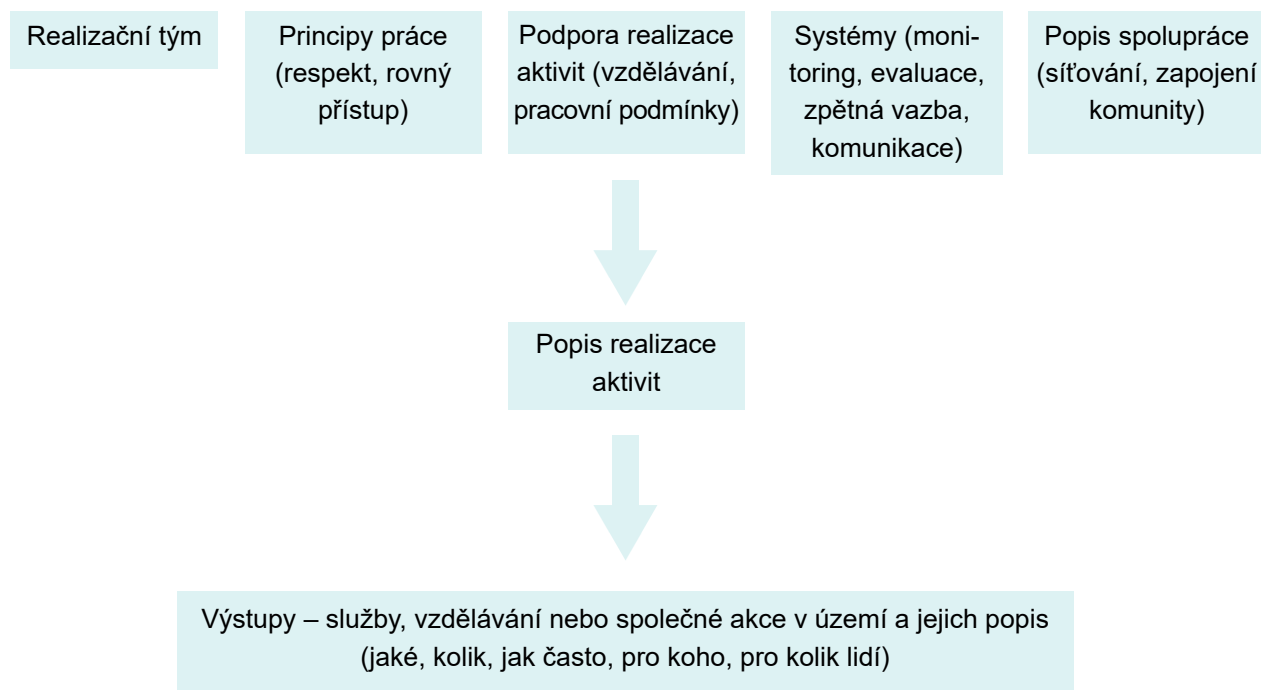 Realizační tým
Principy práce
(respekt, rovný
přístup)
Podpora realizace
aktivit (vzdělávání,
pracovní podmínky)
Systémy (moni-
toring, evaluace,
zpětná vazba,
komunikace)
Popis spolupráce
(síťování, zapojení
komunity)
Popis realizace
aktivit
Výstupy – služby, vzdělávání nebo společné akce v území a jejich popis
(jaké, kolik, jak často, pro koho, pro kolik lidí)